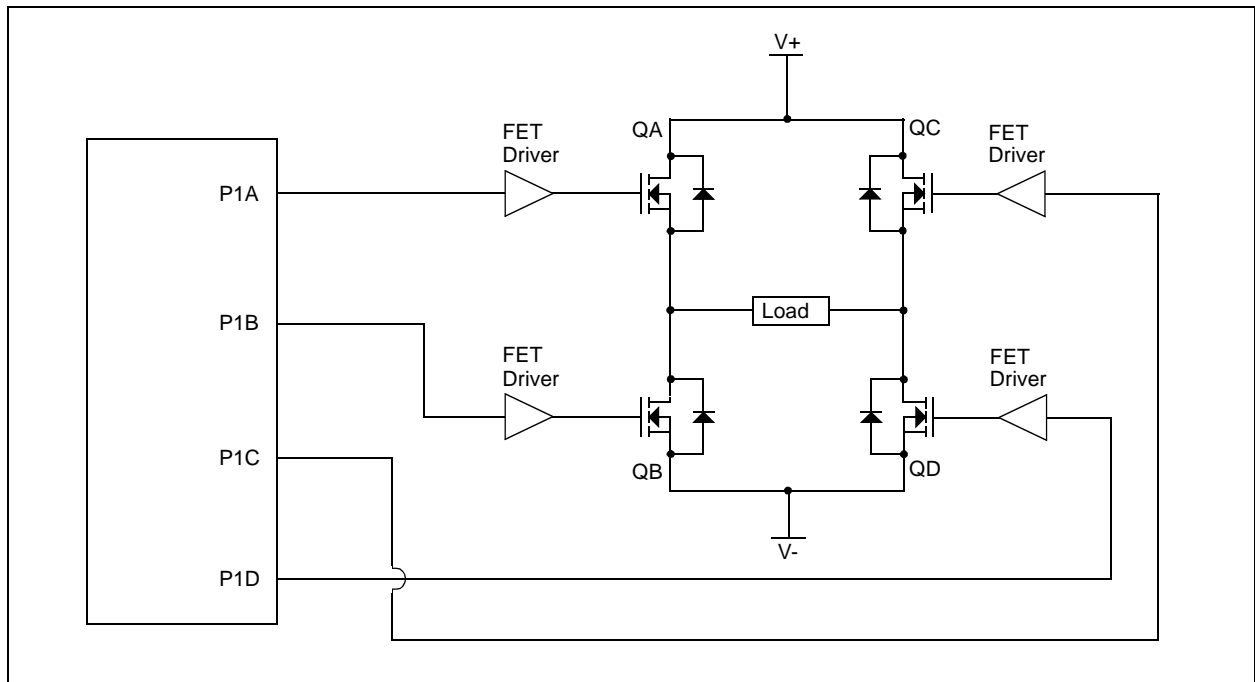 V+
QA
QC
FET
Driver
FET
Driver
P1A
Load
P1B
FET
Driver
FET
Driver
P1C
QB
QD
V-
P1D